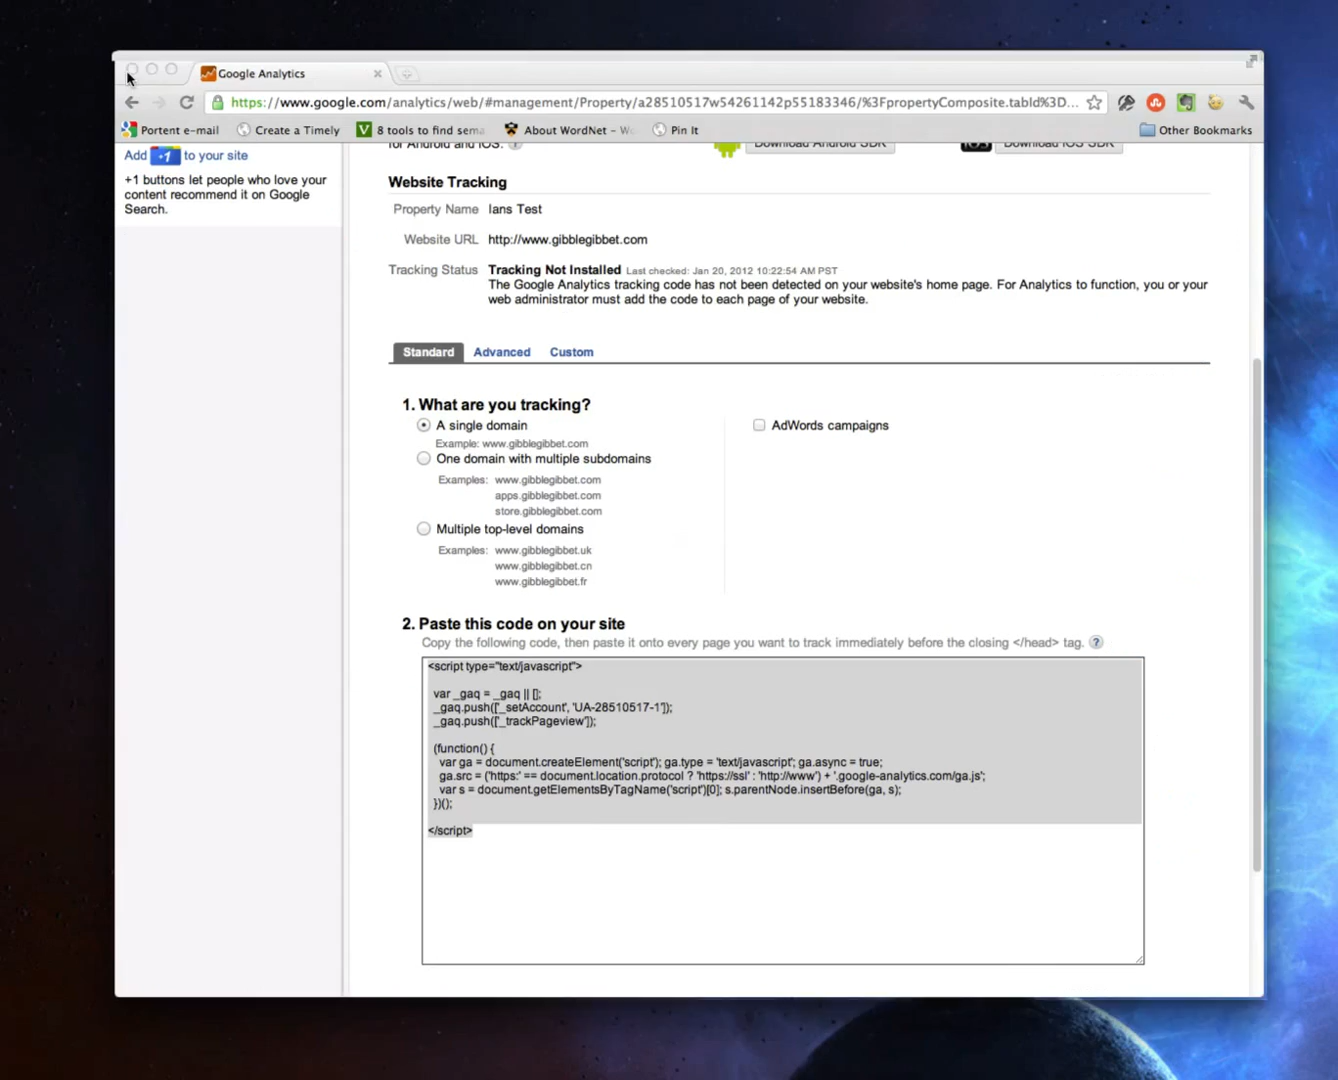 Google Analytics
https://www.google.com/analytics/web/#management/Property/a28510517w54261142p55183346/%3FpropertyComposite.tabId%3D...
Portent e-mail Create a Timely 8 tools to find sema About WordNet - Wo Pin It Other Bookmarks
for Android and iOS. ? Download Android SDK iOS Download iOS SDK
Add +1 to your site
+1 buttons let people who love your
content recommend it on Google
Search.
Website Tracking
Property Name Ians Test
Website URL http://www.gibblegibbet.com
Tracking Status Tracking Not Installed Last checked: Jan 20, 2012 10:22:54 AM PST
The Google Analytics tracking code has not been detected on your website's home page. For Analytics to function, you or your
web administrator must add the code to each page of your website.
Standard Advanced Custom
1. What are you tracking?
A single domain AdWords campaigns
Example: www.gibblegibbet.com
One domain with multiple subdomains
Examples: www.gibblegibbet.com
apps.gibblegibbet.com
store.gibblegibbet.com
Multiple top-level domains
Examples: www.gibblegibbet.uk
www.gibblegibbet.cn
www.gibblegibbet.fr
2. Paste this code on your site
Copy the following code, then paste it onto every page you want to track immediately before the closing </head> tag. ?
<script type="text/javascript">
var _gaq = _gaq || [];
_gaq.push(['_setAccount', 'UA-28510517-1']);
_gaq.push(['_trackPageview']);
(function() {
var ga = document.createElement('script'); ga.type = 'text/javascript'; ga.async = true;
ga.src = ('https:' == document.location.protocol ? 'https://ssl' : 'http://www') + '.google-analytics.com/ga.js';
var s = document.getElementsByTagName('script')[0]; s.parentNode.insertBefore(ga, s);
})();
</script>